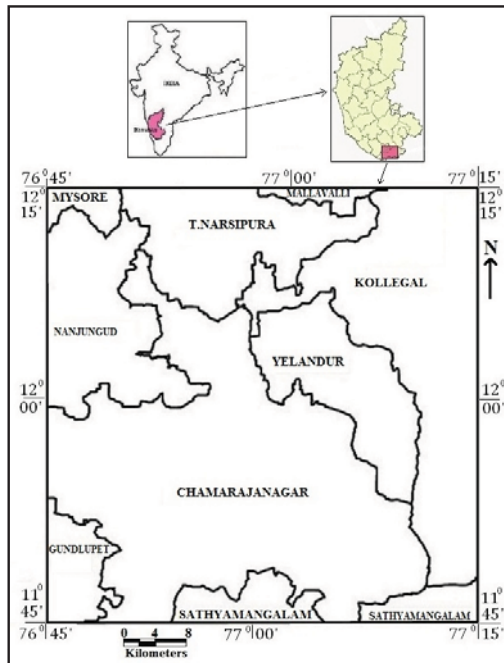 INDIA
76° 45'
77° 00'
77° 15'
12° 15'
12° 15'
MYSORE
MALLAVALLI
T.NARSIPURA
N
KOLLEGAL
NANJUNGUD
YELANDUR
12° 00'
12° 00'
CHAMARAJANAGAR
GUNDLUPET
11° 45'
11° 45'
SATHYAMANGALAM
SATHYAMANGALAM
76° 45'
77° 00'
77° 15'
0 4 8
Kilometers